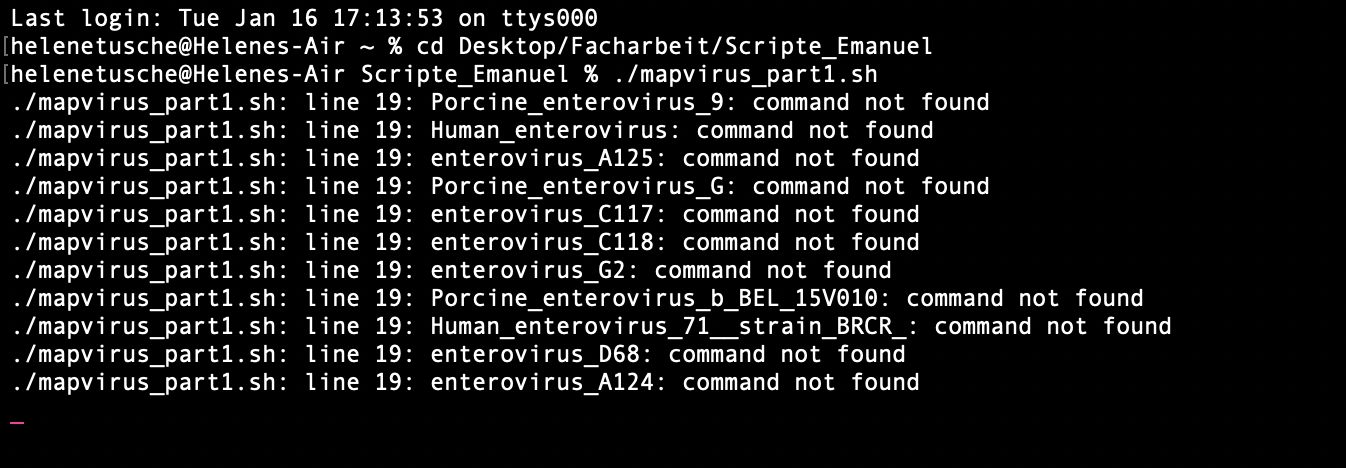 Last login: Tue Jan 16 17:13:53 on ttys000
[helenetusche@Helenes-Air ~ % cd Desktop/Facharbeit/Scripte_Emanuel
[helenetusche@Helenes-Air Scripte_Emanuel % ./mapvirus_part1.sh
./mapvirus_part1.sh: line 19: Porcine_enterovirus_9: command not found
./mapvirus_part1.sh: line 19: Human_enterovirus: command not found
./mapvirus_part1.sh: line 19: enterovirus_A125: command not found
./mapvirus_part1.sh: line 19: Porcine_enterovirus_G: command not found
./mapvirus_part1.sh: line 19: enterovirus_C117: command not found
./mapvirus_part1.sh: line 19: enterovirus_C118: command not found
./mapvirus_part1.sh: line 19: enterovirus_G2: command not found
./mapvirus_part1.sh: line 19: Porcine_enterovirus_b_BEL_15V010: command not found
./mapvirus_part1.sh: line 19: Human_enterovirus_71__strain_BRCR_: command not found
./mapvirus_part1.sh: line 19: enterovirus_D68: command not found
./mapvirus_part1.sh: line 19: enterovirus_A124: command not found